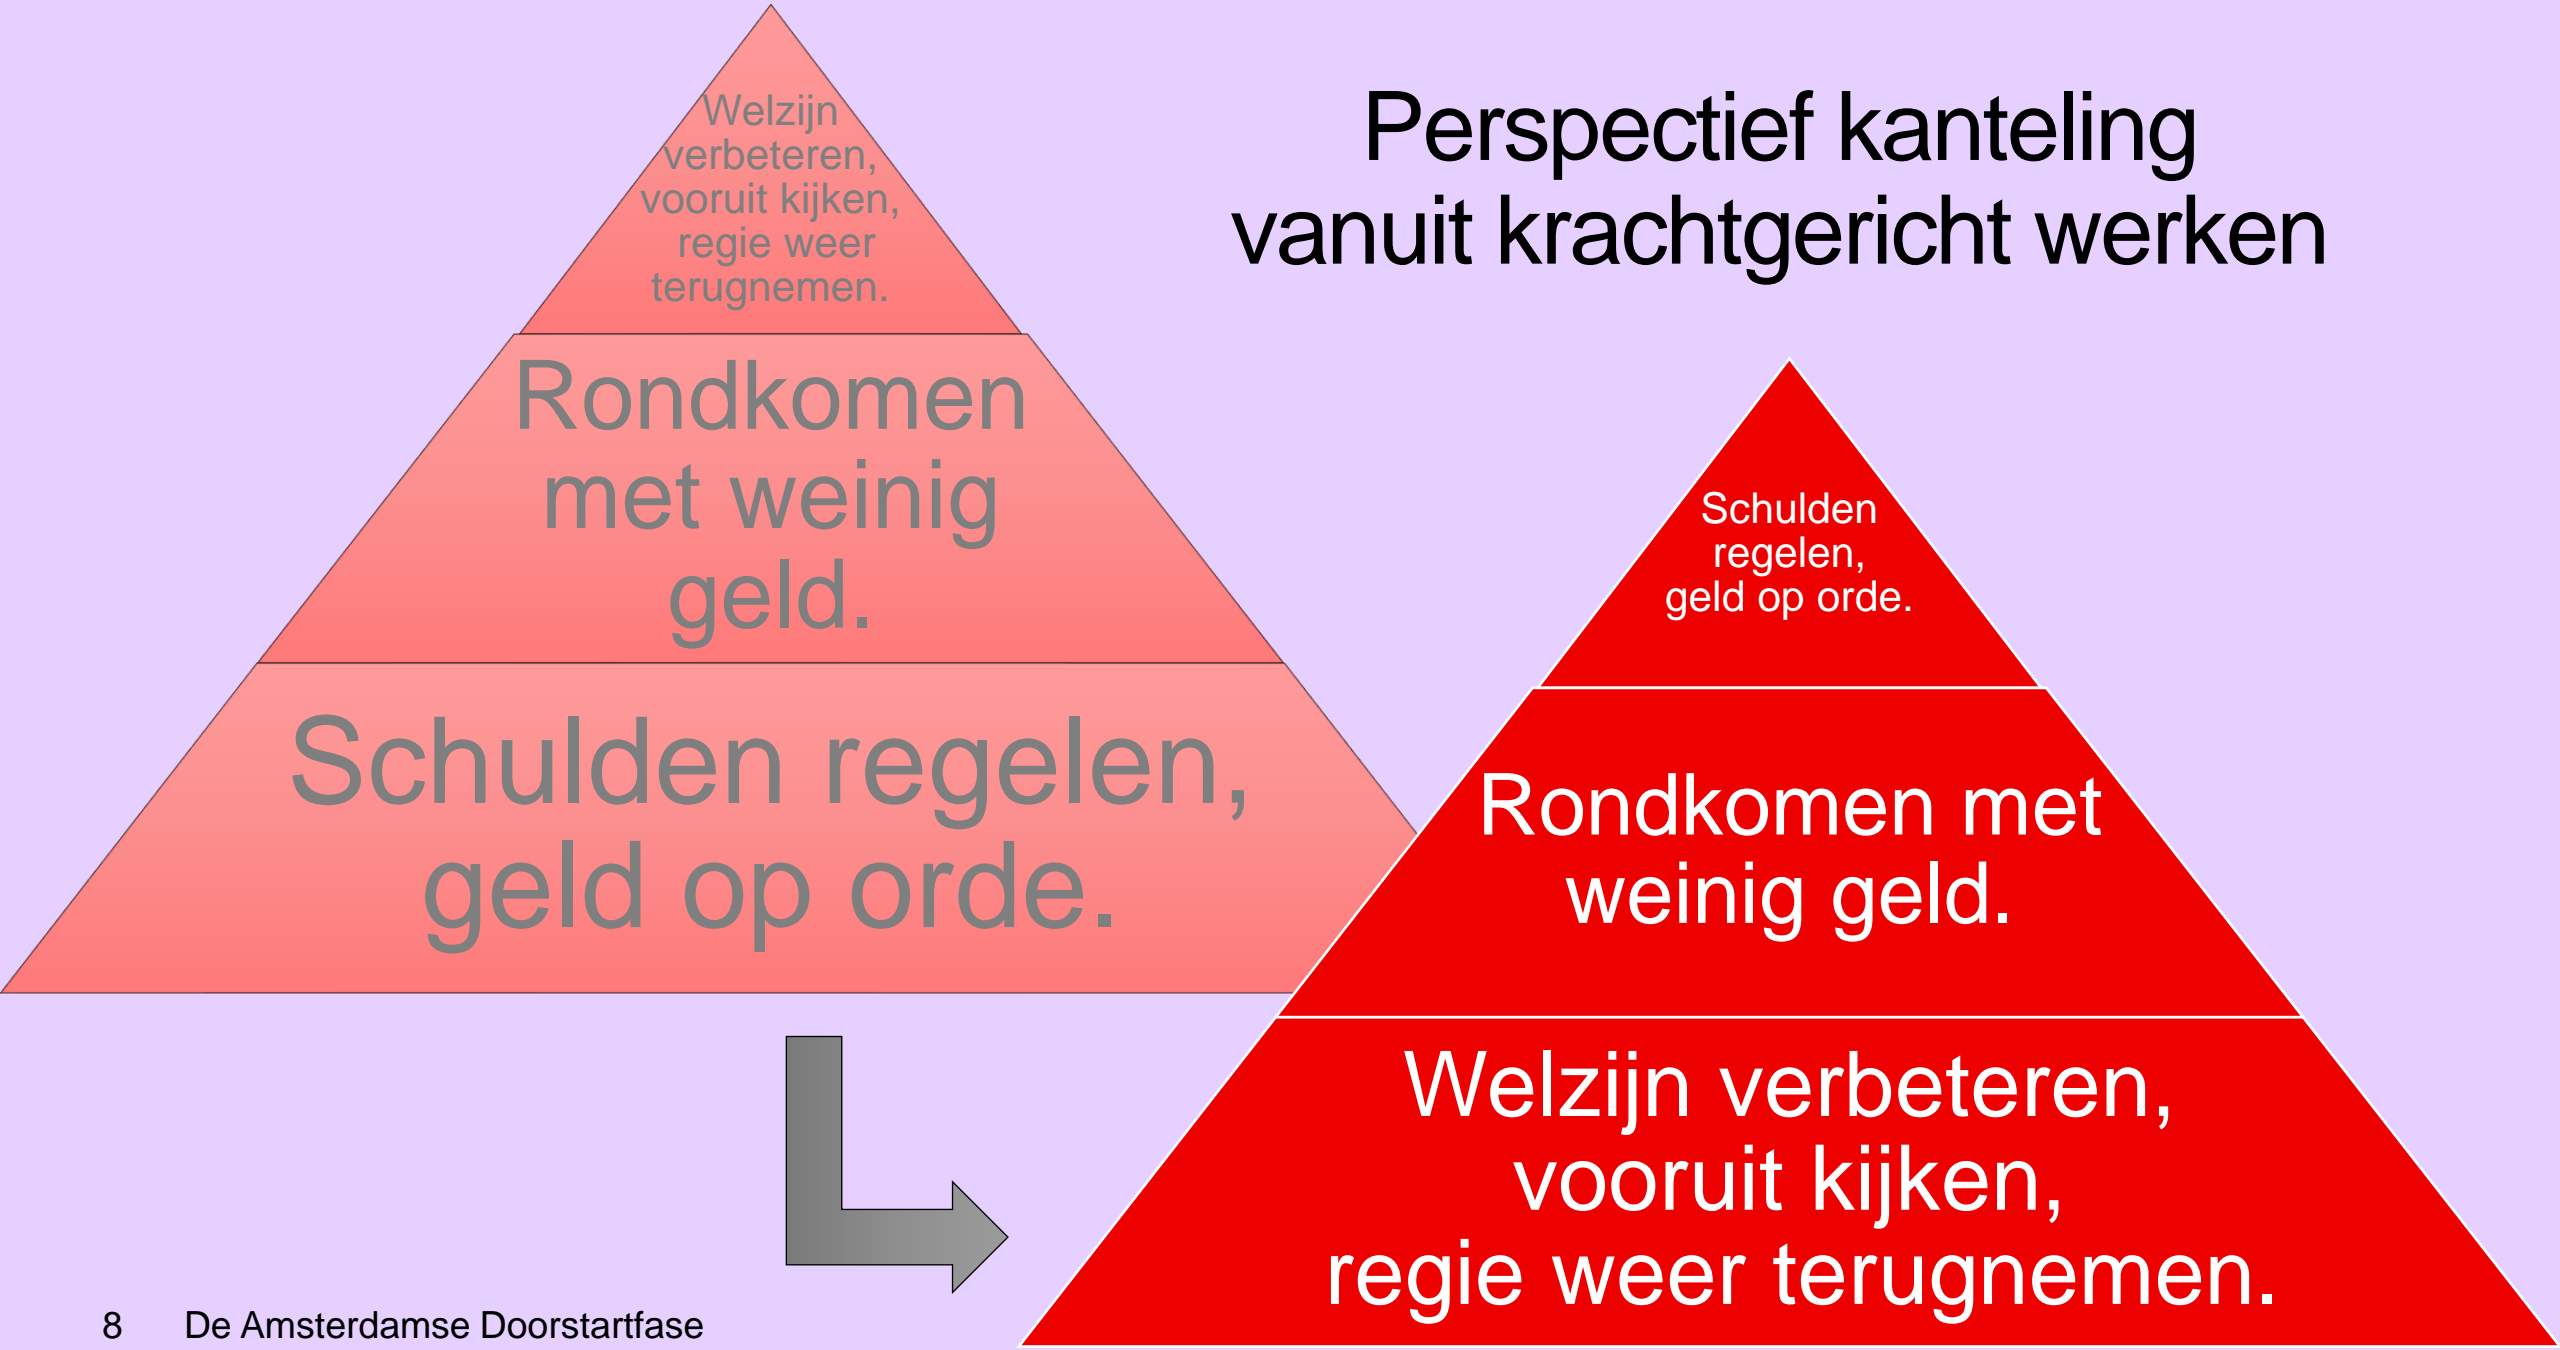 Perspectief kanteling
vanuit krachtgericht werken
Welzijn
verbeteren,
vooruit kijken,
regie weer
terugnemen.
Rondkomen
met weinig
geld.
Schulden regelen,
geld op orde.
Schulden
regelen,
geld op orde.
Rondkomen met
weinig geld.
Welzijn verbeteren,
vooruit kijken,
regie weer terugnemen.
8 De Amsterdamse Doorstartfase